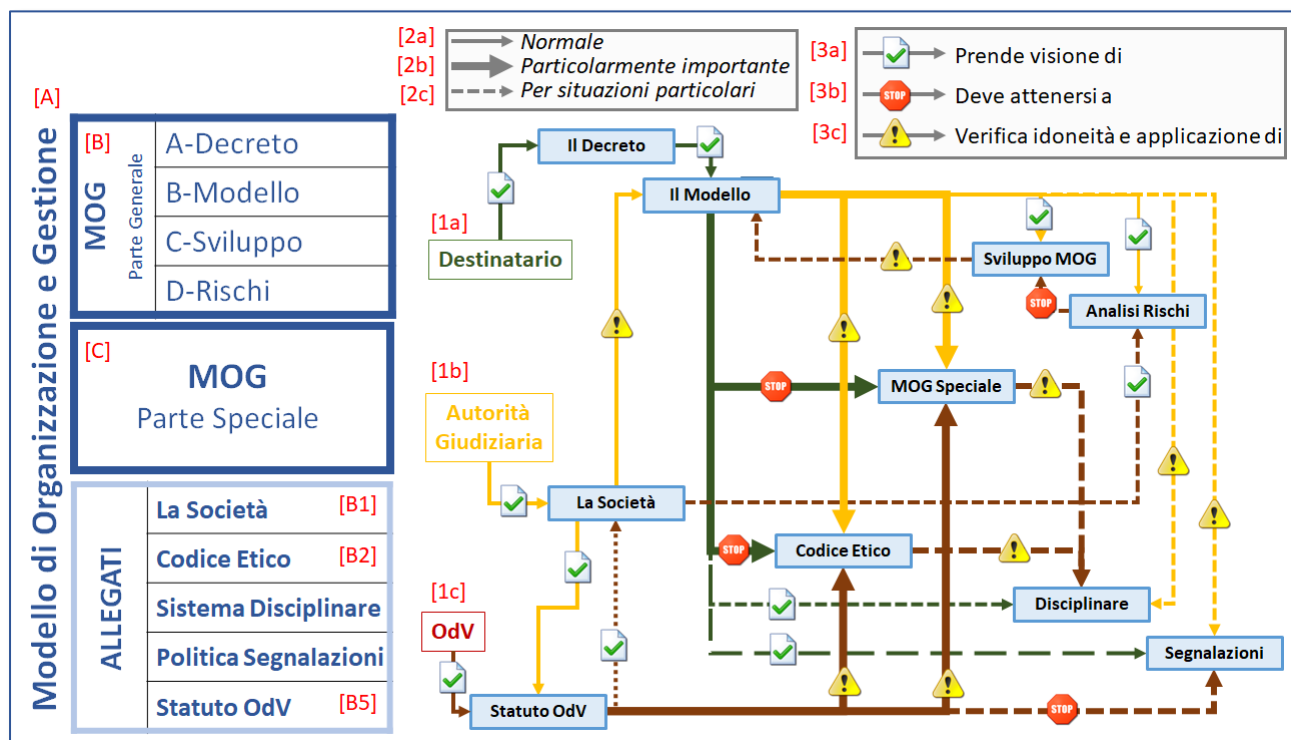 Modello di Organizzazione e Gestione
[A]
[B]
MOG
Parte Generale
A-Decreto
B-Modello
C-Sviluppo
D-Rischi
[C]
MOG
Parte Speciale
ALLEGATI
La Società [B1]
Codice Etico [B2]
Sistema Disciplinare
Politica Segnalazioni
Statuto OdV [B5]
[2a] Normale
[2b] Particolarmente importante
[2c] Per situazioni particolari
[3a] Prende visione di
[3b] STOP Deve attenersi a
[3c] Verifica idoneità e applicazione di
Il Decreto
Il Modello
[1a]
Destinatario
Sviluppo MOG
STOP
Analisi Rischi
[1b]
Autorità
Giudiziaria
STOP
MOG Speciale
La Società
STOP
Codice Etico
[1c]
OdV
Disciplinare
Segnalazioni
Statuto OdV
STOP